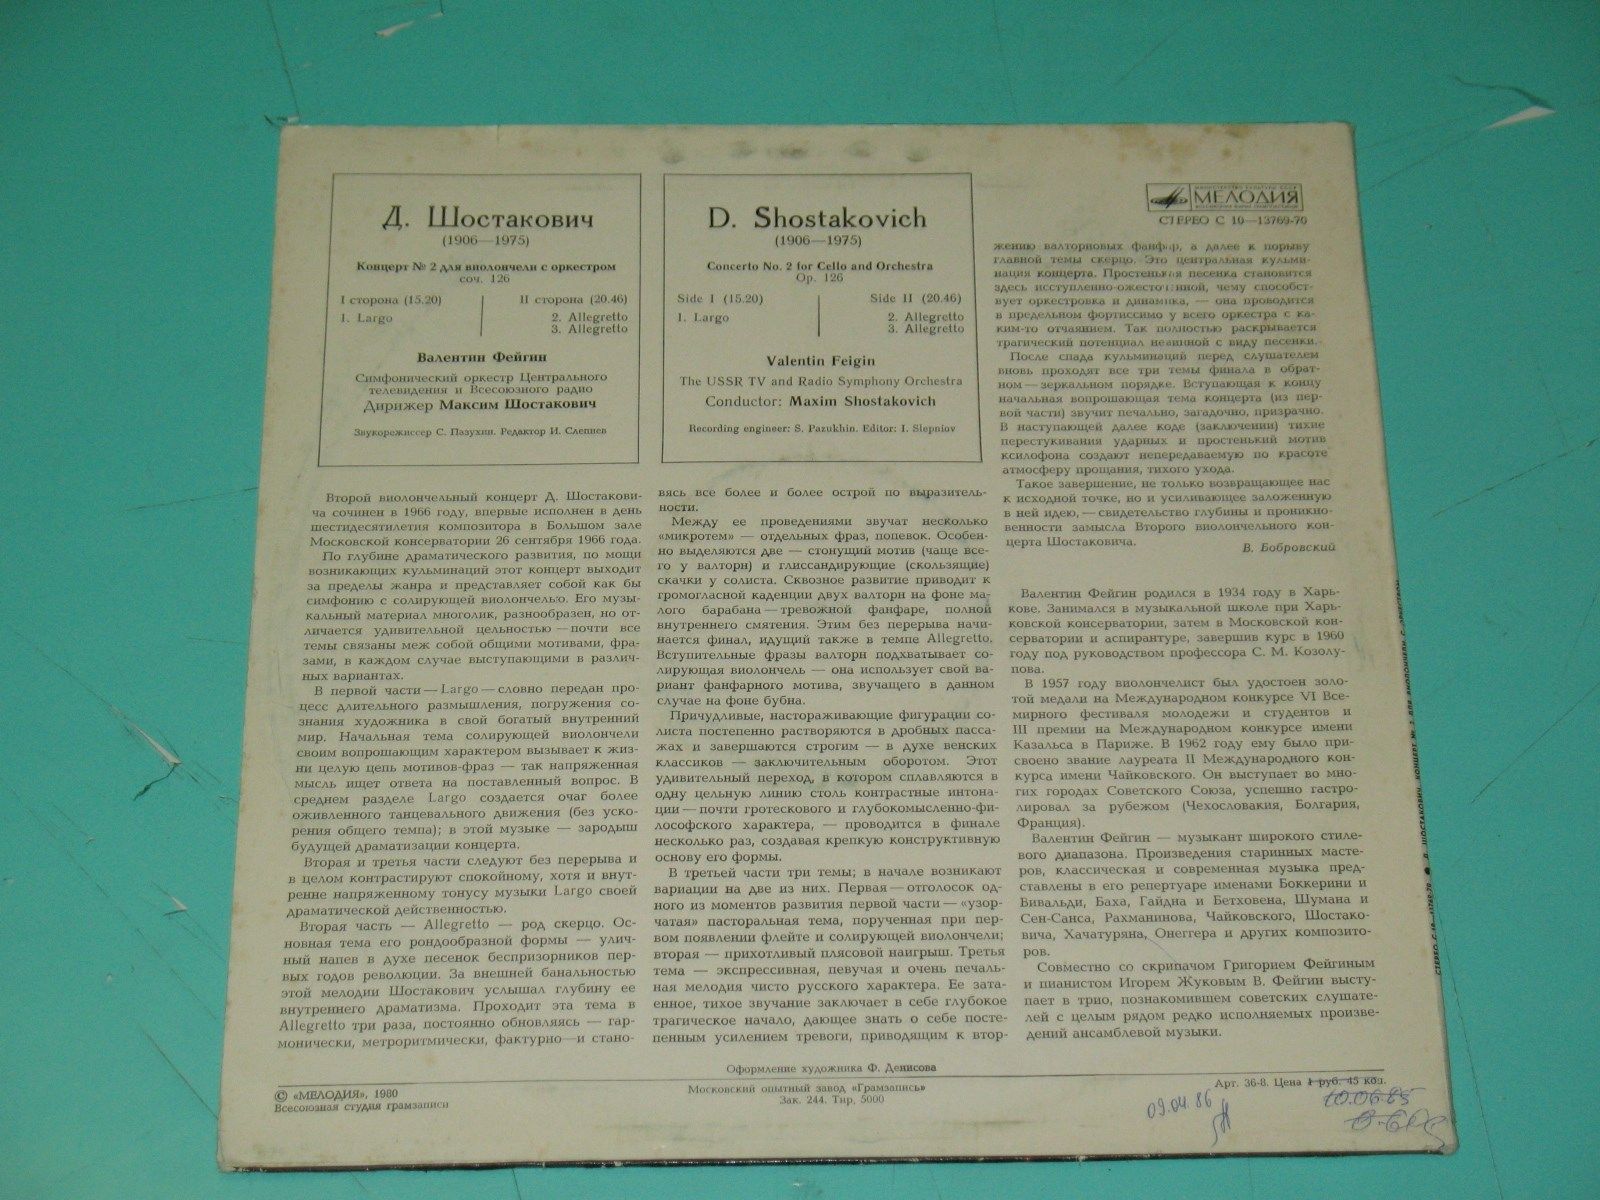 Д. Шостакович
(1906—1975)
Концерт № 2 для виолончели с оркестром
соч. 126
I сторона (15.20)
II сторона (20.46)
1. Largo
2. Allegretto
3. Allegretto
Валентин Фейгин
Симфонический оркестр Центрального
телевидения и Всесоюзного радио
Дирижер Максим Шостакович
Звукорежиссер С. Пазухин. Редактор И. Слепнев
D. Shostakovich
(1906—1975)
Concerto No. 2 for Cello and Orchestra
Op. 126
Side I (15.20)
Side II (20.46)
1. Largo
2. Allegretto
3. Allegretto
Valentin Feigin
The USSR TV and Radio Symphony Orchestra
Conductor: Maxim Shostakovich
Recording engineer: S. Pazukhin. Editor: I. Slepniov
МЕЛОДИЯ
СТЕРЕО С 10—13769-70
Второй виолончельный концерт Д. Шостакови-
ча сочинен в 1966 году, впервые исполнен в день
шестидесятилетия композитора в Большом зале
Московской консерватории 26 сентября 1966 года.
По глубине драматического развития, по мощи
возникающих кульминаций этот концерт выходит
за пределы жанра и представляет собой как бы
симфонию с солирующей виолончелью. Его музы-
кальный материал многолик, разнообразен, но от-
личается удивительной цельностью — почти все
темы связаны меж собой общими мотивами, фра-
зами, в каждом случае выступающими в различ-
ных вариантах.
В первой части — Largo — словно передан про-
цесс длительного размышления, погружения со-
знания художника в свой богатый внутренний
мир. Начальная тема солирующей виолончели
своим вопрошающим характером вызывает к жиз-
ни целую цепь мотивов-фраз — так напряженная
мысль ищет ответа на поставленный вопрос. В
среднем разделе Largo создается очаг более
оживленного танцевального движения (без уско-
рения общего темпа); в этой музыке — зародыш
будущей драматизации концерта.
Вторая и третья части следуют без перерыва и
в целом контрастируют спокойному, хотя и внут-
ренне напряженному тонусу музыки Largo своей
драматической действенностью.
Вторая часть — Allegretto — род скерцо. Ос-
новная тема его рондообразной формы — улич-
ный напев в духе песенок беспризорников пер-
вых годов революции. За внешней банальностью
этой мелодии Шостакович услышал глубину ее
внутреннего драматизма. Проходит эта тема в
Allegretto три раза, постоянно обновляясь — гар-
монически, метроритмически, фактурно — и стано-
вясь все более и более острой по выразитель-
ности.
Между ее проведениями звучат несколько
«микротем» — отдельных фраз, попевок. Особен-
но выделяются две — стонущий мотив (чаще все-
го у валторн) и глиссандирующие (скользящие)
скачки у солиста. Сквозное развитие приводит к
громогласной каденции двух валторн на фоне ма-
лого барабана — тревожной фанфаре, полной
внутреннего смятения. Этим без перерыва начи-
нается финал, идущий также в темпе Allegretto.
Вступительные фразы валторн подхватывает со-
лирующая виолончель — она использует свой ва-
риант фанфарного мотива, звучащего в данном
случае на фоне бубна.
Причудливые, настораживающие фигурации со-
листа постепенно растворяются в дробных пасса-
жах и завершаются строгим — в духе венских
классиков — заключительным оборотом. Этот
удивительный переход, в котором сплавляются в
одну цельную линию столь контрастные интона-
ции — почти гротескового и глубокомысленно-фи-
лософского характера, — проводится в финале
несколько раз, создавая крепкую конструктивную
основу его формы.
В третьей части три темы; в начале возникают
вариации на две из них. Первая — отголосок од-
ного из моментов развития первой части — «узор-
чатая» пасторальная тема, порученная при пер-
вом появлении флейте и солирующей виолончели;
вторая — прихотливый плясовой наигрыш. Третья
тема — экспрессивная, певучая и очень печаль-
ная мелодия чисто русского характера. Ее зата-
енное, тихое звучание заключает в себе глубокое
трагическое начало, дающее знать о себе посте-
пенным усилением тревоги, приводящим к втор-
жению валторновых фанфар, а далее к порыву
главной темы скерцо. Это центральная кульми-
нация концерта. Простенькая песенка становится
здесь исступленно-ожесточенной, чему способст-
вует оркестровка и динамика, — она проводится
в предельном фортиссимо у всего оркестра с ка-
ким-то отчаянием. Так полностью раскрывается
трагический потенциал невинной с виду песенки.
После спада кульминаций перед слушателем
вновь проходят все три темы финала в обрат-
ном — зеркальном порядке. Вступающая к концу
начальная вопрошающая тема концерта (из пер-
вой части) звучит печально, загадочно, призрачно.
В наступающей далее коде (заключении) тихие
перестукивания ударных и простенький мотив
ксилофона создают непередаваемую по красоте
атмосферу прощания, тихого ухода.
Такое завершение, не только возвращающее нас
к исходной точке, но и усиливающее заложенную
в ней идею, — свидетельство глубины и проникно-
венности замысла Второго виолончельного кон-
церта Шостаковича.
В. Бобровский
Валентин Фейгин родился в 1934 году в Харь-
кове. Занимался в музыкальной школе при Харь-
ковской консерватории, затем в Московской кон-
серватории и аспирантуре, завершив курс в 1960
году под руководством профессора С. М. Козолу-
пова.
В 1957 году виолончелист был удостоен золо-
той медали на Международном конкурсе VI Все-
мирного фестиваля молодежи и студентов и
III премии на Международном конкурсе имени
Казальса в Париже. В 1962 году ему было при-
своено звание лауреата II Международного кон-
курса имени Чайковского. Он выступает во мно-
гих городах Советского Союза, успешно гастро-
лировал за рубежом (Чехословакия, Болгария,
Франция).
Валентин Фейгин — музыкант широкого стиле-
вого диапазона. Произведения старинных масте-
ров, классическая и современная музыка пред-
ставлены в его репертуаре именами Боккерини и
Вивальди, Баха, Гайдна и Бетховена, Шумана и
Сен-Санса, Рахманинова, Чайковского, Шостако-
вича, Хачатуряна, Онеггера и других композито-
ров.
Совместно со скрипачом Григорием Фейгиным
и пианистом Игорем Жуковым В. Фейгин высту-
пает в трио, познакомившем советских слушате-
лей с целым рядом редко исполняемых произве-
дений ансамблевой музыки.
Оформление художника Ф. Денисова
© «МЕЛОДИЯ», 1980
Всесоюзная студия грамзаписи
Московский опытный завод «Грамзапись»
Зак. 244. Тир. 5000
Арт. 36-8. Цена 1 руб. 45 коп.
09.04.86
10.06.85